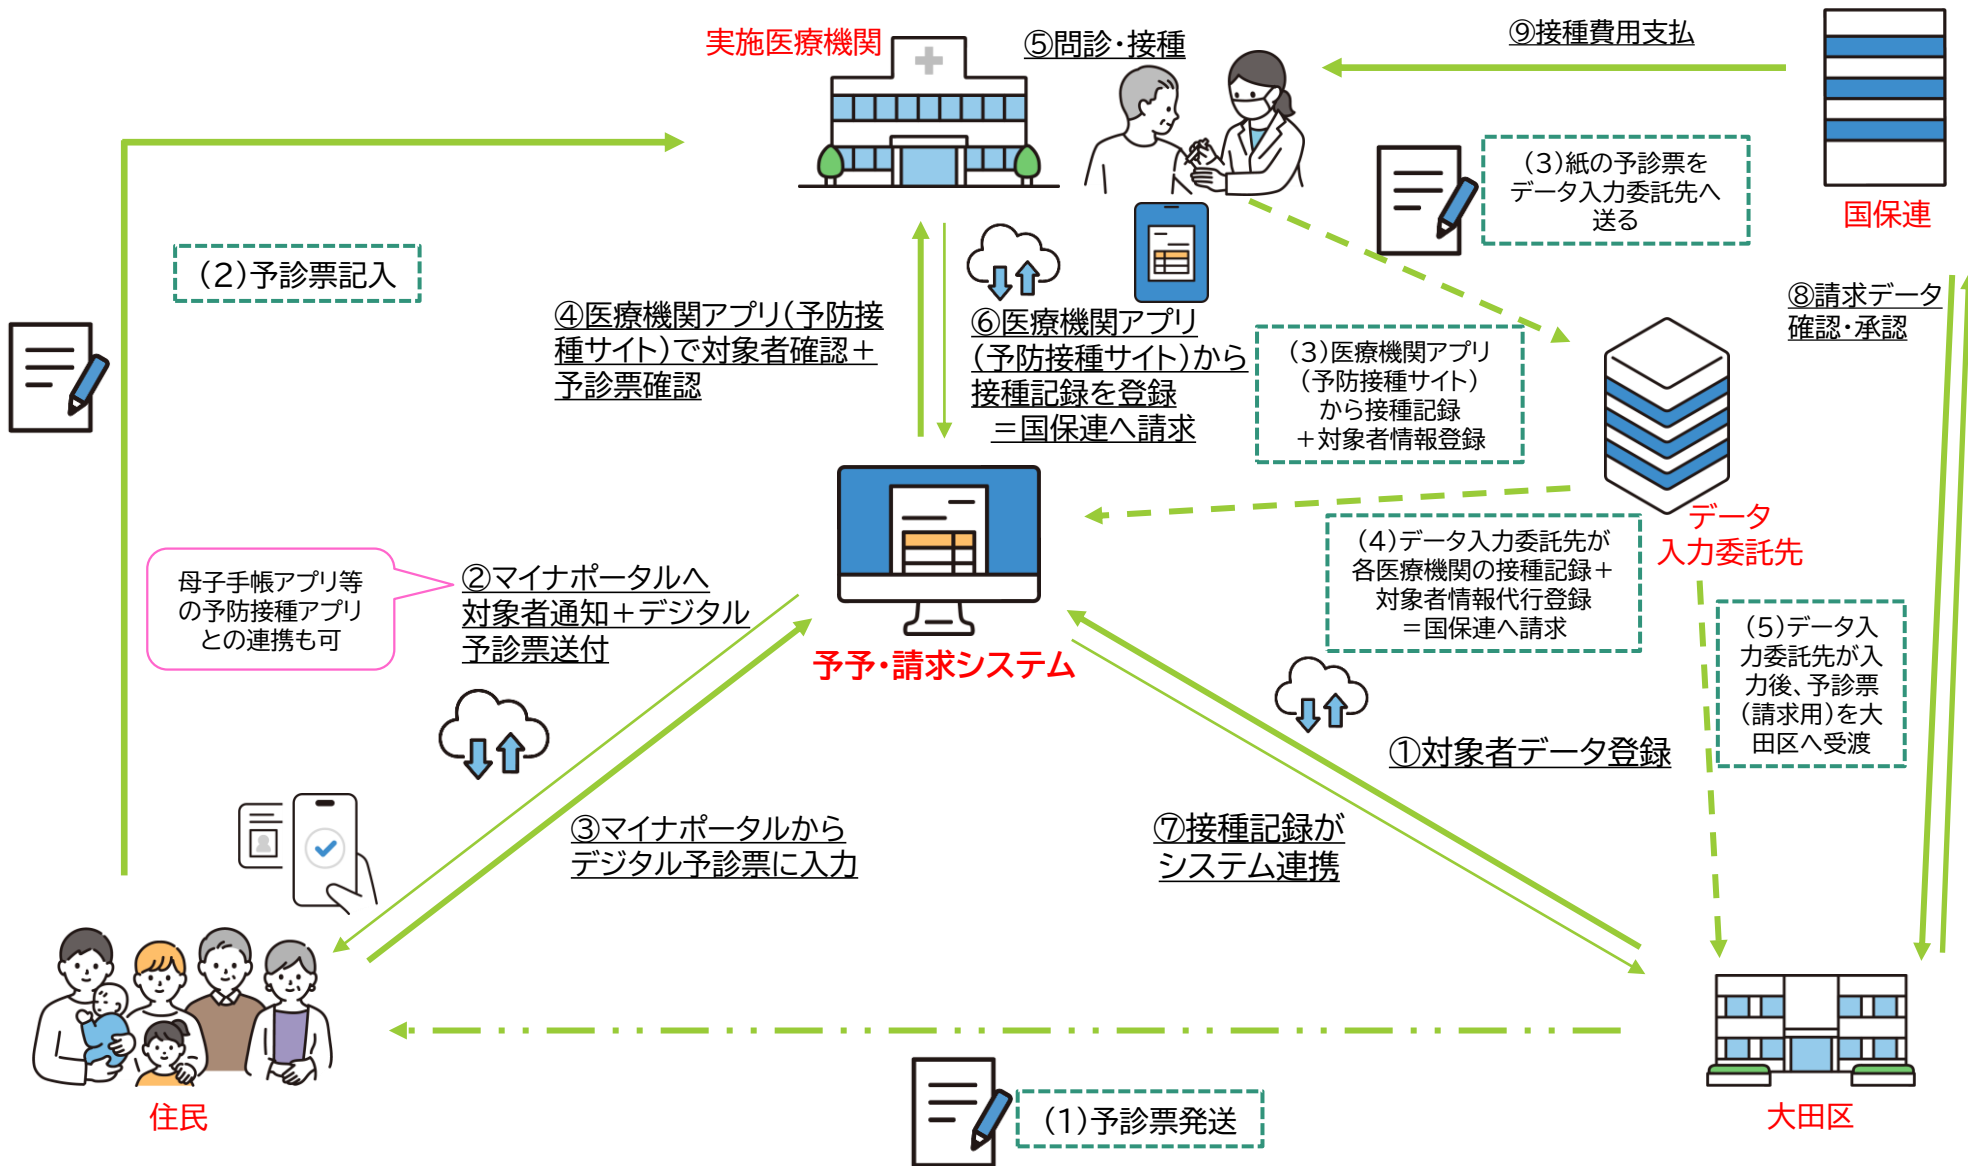 実施医療機関
⑤問診・接種
⑨接種費用支払
(3)紙の予診票を
データ入力委託先へ
送る
国保連
(2)予診票記入
④医療機関アプリ(予防接
種サイト)で対象者確認+
予診票確認
⑥医療機関アプリ
(予防接種サイト)から
接種記録を登録
=国保連へ請求
(3)医療機関アプリ
(予防接種サイト)
から接種記録
+対象者情報登録
⑧請求データ
確認・承認
データ
入力委託先
(4)データ入力委託先が
各医療機関の接種記録+
対象者情報代行登録
=国保連へ請求
母子手帳アプリ等
の予防接種アプリ
との連携も可
②マイナポータルへ
対象者通知+デジタル
予診票送付
予予・請求システム
(5)データ入
力委託先が入
力後、予診票
(請求用)を大
田区へ受渡
①対象者データ登録
③マイナポータルから
デジタル予診票に入力
⑦接種記録が
システム連携
住民
(1)予診票発送
大田区